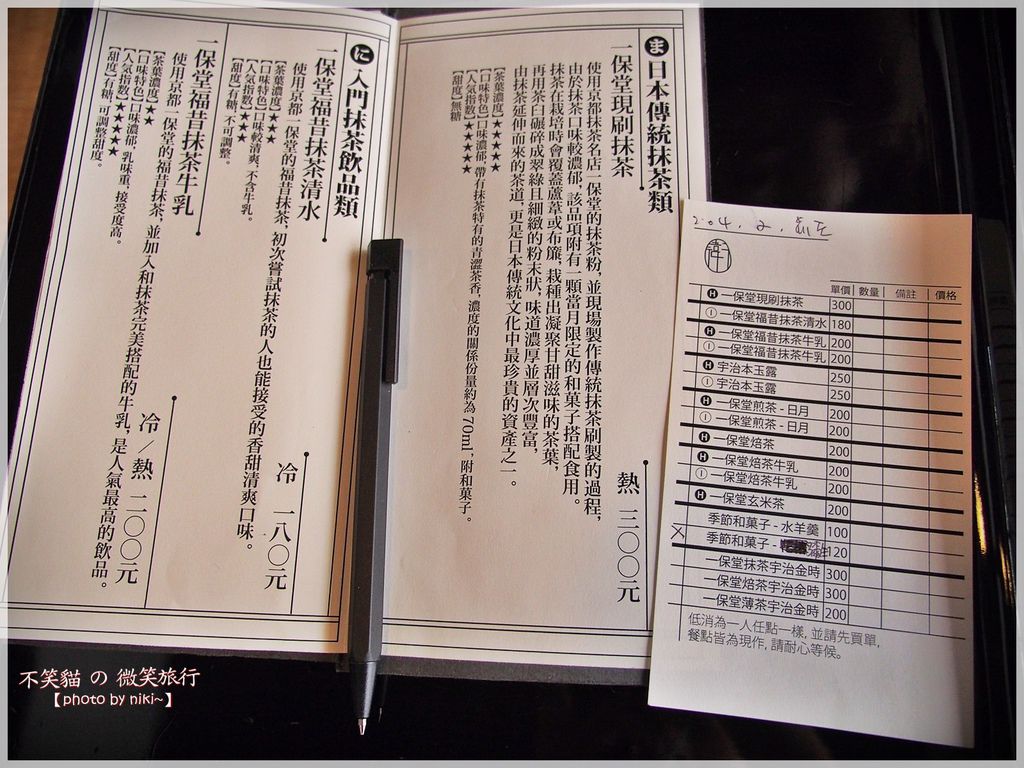 ま 日本傳統抹茶類
一保堂現刷抹茶
使用京都抹茶名店一保堂的抹茶粉，並現場製作傳統抹茶刷製的過程，
由於抹茶口味較濃郁，該品項附有一顆當月限定的和菓子搭配食用。
抹茶在栽培時會覆蓋蘆葦或布簾，栽種出凝聚甘甜滋味的茶葉，
再用茶臼碾碎成翠綠且細緻的粉末狀，味道濃厚並層次豐富，
由抹茶延伸而來的茶道，更是日本傳統文化中最珍貴的資產之一。
【茶葉濃度】★★★★★
【口味特色】口味濃郁，帶有抹茶特有的青澀茶香，濃度的關係份量約為70ml，附和菓子。
【人氣指數】★★★★★
【甜度】無糖
熱 三〇〇元
に 入門抹茶飲品類
一保堂福昔抹茶清水
使用京都一保堂的福昔抹茶，初次嘗試抹茶的人也能接受的香甜清爽口味。
【茶葉濃度】★★★
【口味特色】口味較清爽，不含牛乳。
【人氣指數】★★★
【甜度】有糖，不可調整。
冷 一八〇元
一保堂福昔抹茶牛乳
使用京都一保堂的福昔抹茶，並加入和抹茶完美搭配的牛乳，是人氣最高的飲品。
【茶葉濃度】★★
【口味特色】口味濃郁，乳味重，接受度高。
【人氣指數】★★★★
【甜度】有糖，可調整甜度。
冷／熱 二〇〇元
單價 數量 備註 價格
H 一保堂現刷抹茶 300
I 一保堂福昔抹茶清水 180
H 一保堂福昔抹茶牛乳 200
I 一保堂福昔抹茶牛乳 200
H 宇治本玉露 250
I 宇治本玉露 250
H 一保堂煎茶 - 日月 200
I 一保堂煎茶 - 日月 200
H 一保堂焙茶 200
H 一保堂焙茶牛乳 200
I 一保堂焙茶牛乳 200
H 一保堂玄米茶 200
季節和菓子 - 水羊羹 100
X 季節和菓子 - 120
一保堂抹茶宇治金時 300
一保堂焙茶宇治金時 300
一保堂薄茶宇治金時 200
低消為一人任點一樣，並請先買單，
餐點皆為現作，請耐心等候。
不笑貓 の 微笑旅行
【photo by niki~】